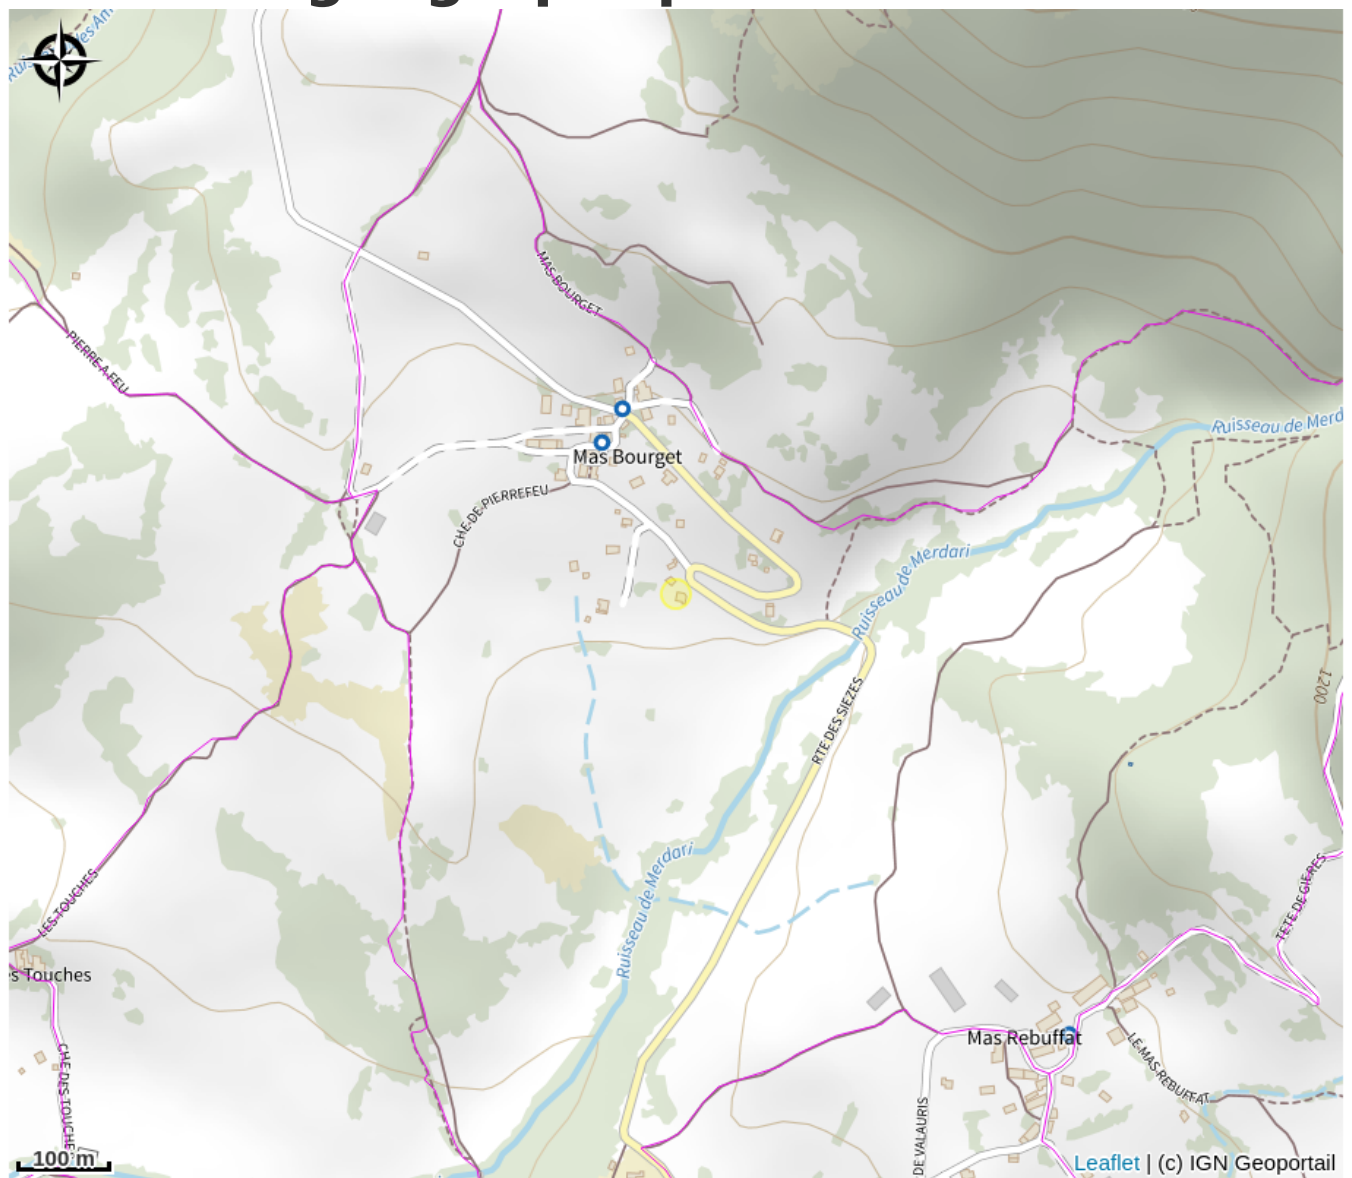 MAS BOURGET
PIERRE A FEU
Ruisseau de Merd
Mas Bourget
CHE DE PIERREFEU
Ruisseau de Merdari
1200
RTE DES SIEZES
Ruisseau de Merdari
LES TOUCHES
TETE DE GIERES
s Touches
Mas Rebuffat
LE MAS REBUFFAT
CHE DES TOUCHE
DE VALAURIS
100 m
Leaflet | (c) IGN Geoportail